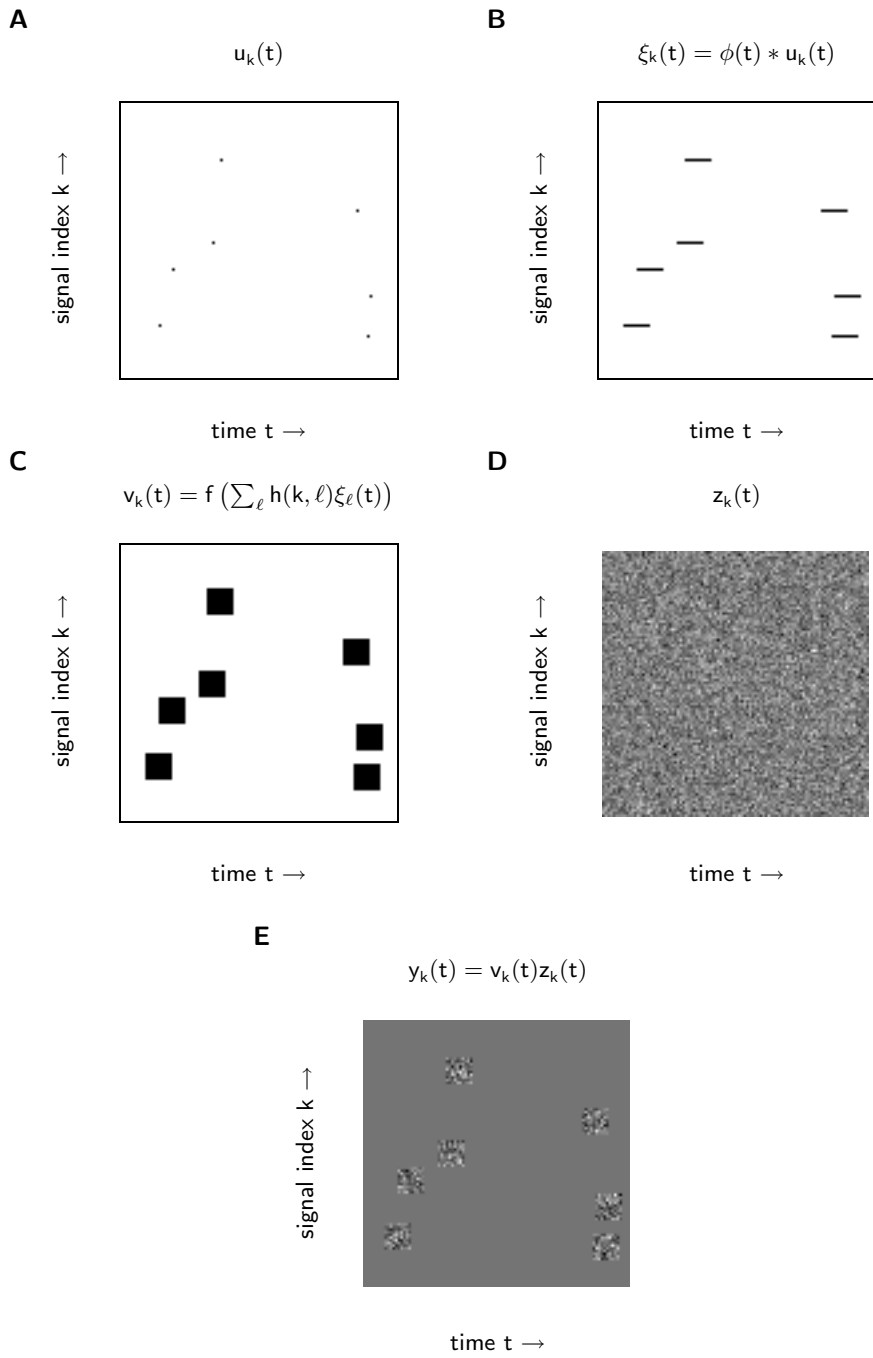 A
u_k(t)
signal index k →
time t →
B
ξ_k(t) = ϕ(t) ∗ u_k(t)
signal index k →
time t →
C
v_k(t) = f (∑_ℓ h(k, ℓ)ξ_ℓ(t))
signal index k →
time t →
D
z_k(t)
signal index k →
time t →
E
y_k(t) = v_k(t)z_k(t)
signal index k →
time t →